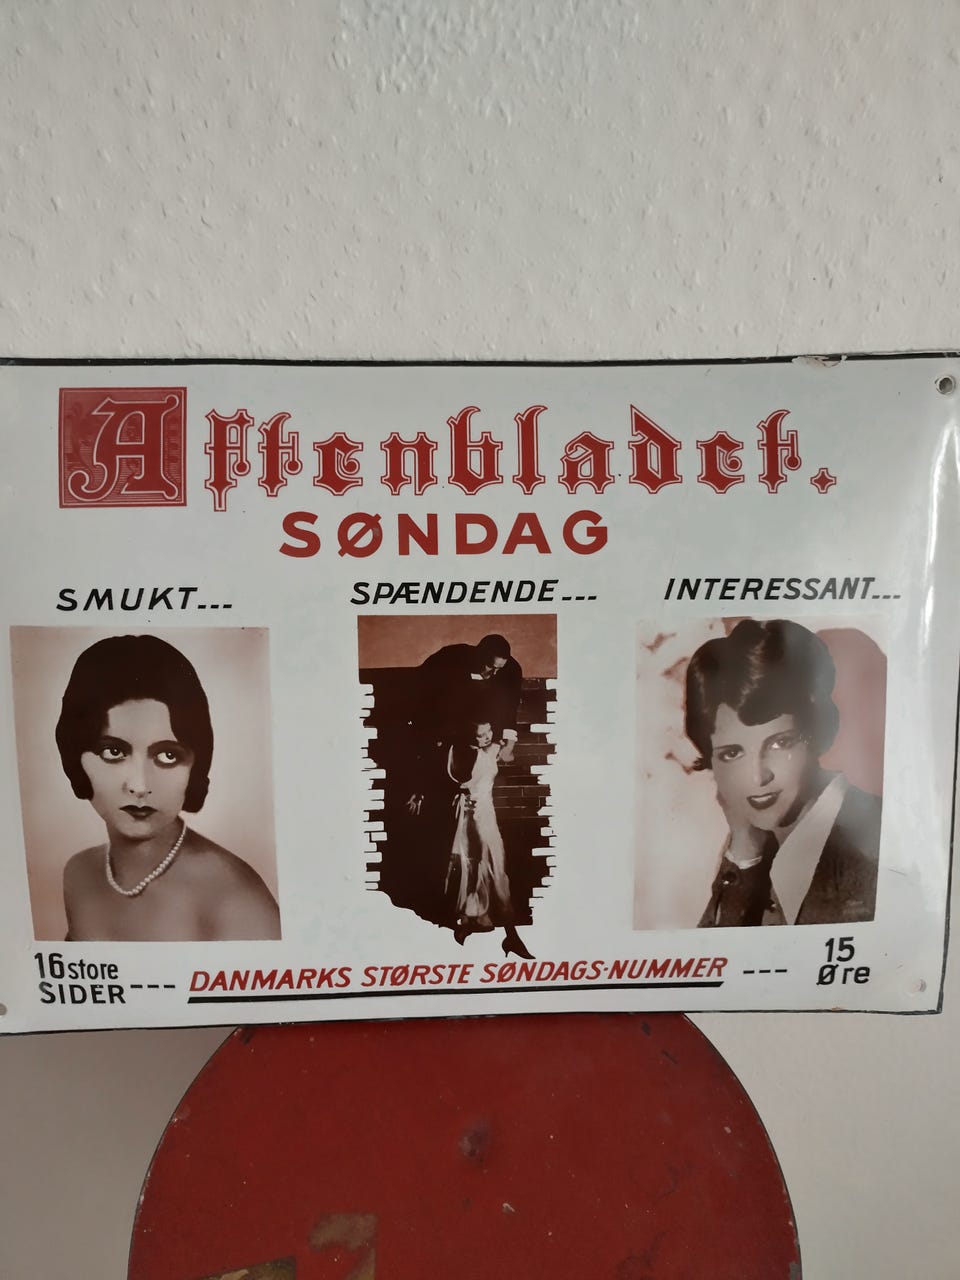 Aftenbladet.
SØNDAG
SMUKT...
SPÆNDENDE...
INTERESSANT...
16 store
SIDER ---
DANMARKS STØRSTE SØNDAGS-NUMMER ---
15
Øre